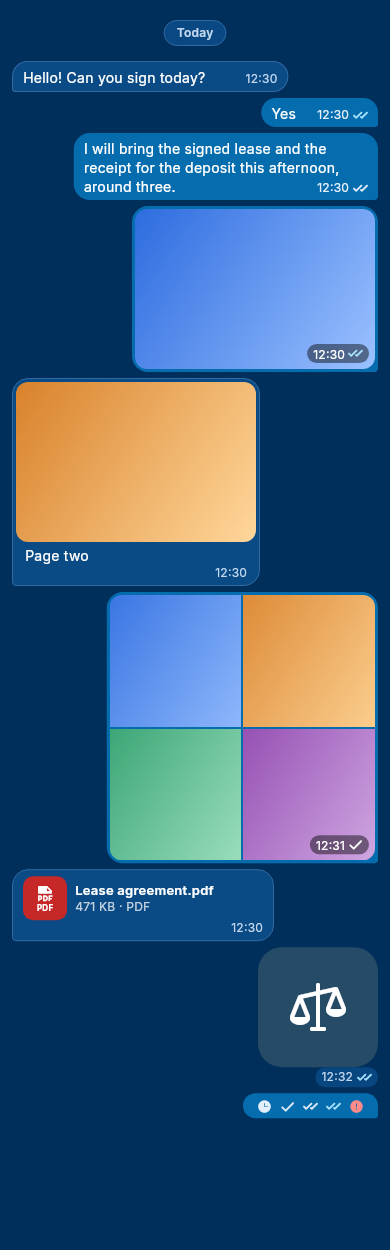 Today
Hello! Can you sign today? 12:30
Yes 12:30
I will bring the signed lease and the
receipt for the deposit this afternoon,
around three. 12:30
12:30
Page two
12:30
12:31
PDF
PDF
Lease agreement.pdf
471 KB · PDF
12:30
12:32